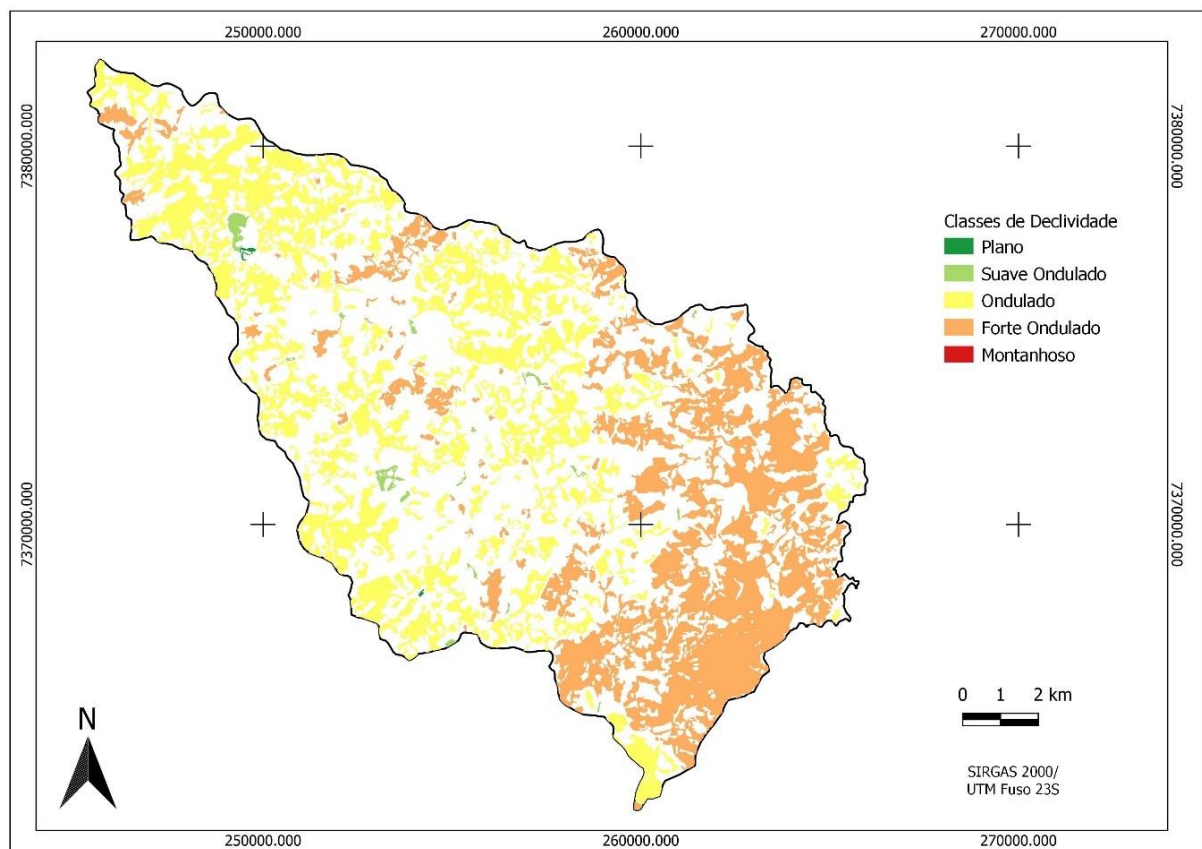 250000.000 260000.000 270000.000
7380000.000 7380000.000
Classes de Declividade
Plano
Suave Ondulado
Ondulado
Forte Ondulado
Montanhoso
7370000.000 7370000.000
0 1 2 km
N
SIRGAS 2000/
UTM Fuso 23S
250000.000 260000.000 270000.000